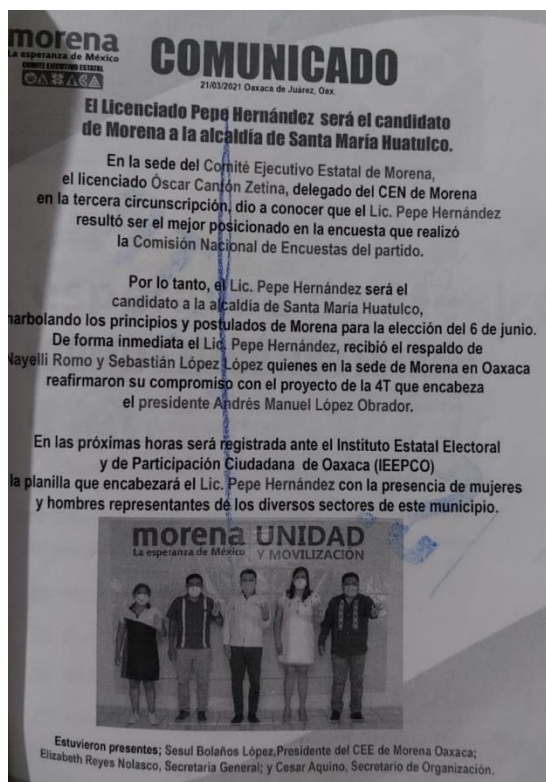 morena
La esperanza de México
COMITÉ EJECUTIVO ESTATAL
COMUNICADO
21/03/2021 Oaxaca de Juárez, Oax.
El Licenciado Pepe Hernández será el candidato
de Morena a la alcaldía de Santa María Huatulco.
En la sede del Comité Ejecutivo Estatal de Morena,
el licenciado Óscar Cantón Zetina, delegado del CEN de Morena
en la tercera circunscripción, dio a conocer que el Lic. Pepe Hernández
resultó ser el mejor posicionado en la encuesta que realizó
la Comisión Nacional de Encuestas del partido.
Por lo tanto, el Lic. Pepe Hernández será el
candidato a la alcaldía de Santa María Huatulco,
narbolando los principios y postulados de Morena para la elección del 6 de junio.
De forma inmediata el Lic. Pepe Hernández, recibió el respaldo de
Nayelli Romo y Sebastián López López quienes en la sede de Morena en Oaxaca
reafirmaron su compromiso con el proyecto de la 4T que encabeza
el presidente Andrés Manuel López Obrador.
En las próximas horas será registrada ante el Instituto Estatal Electoral
y de Participación Ciudadana de Oaxaca (IEEPCO)
la planilla que encabezará el Lic. Pepe Hernández con la presencia de mujeres
y hombres representantes de los diversos sectores de este municipio.
morena UNIDAD
La esperanza de México Y MOVILIZACIÓN
Estuvieron presentes; Sesul Bolaños López,Presidente del CEE de Morena Oaxaca;
Elizabeth Reyes Nolasco, Secretaria General; y Cesar Aquino, Secretario de Organización.